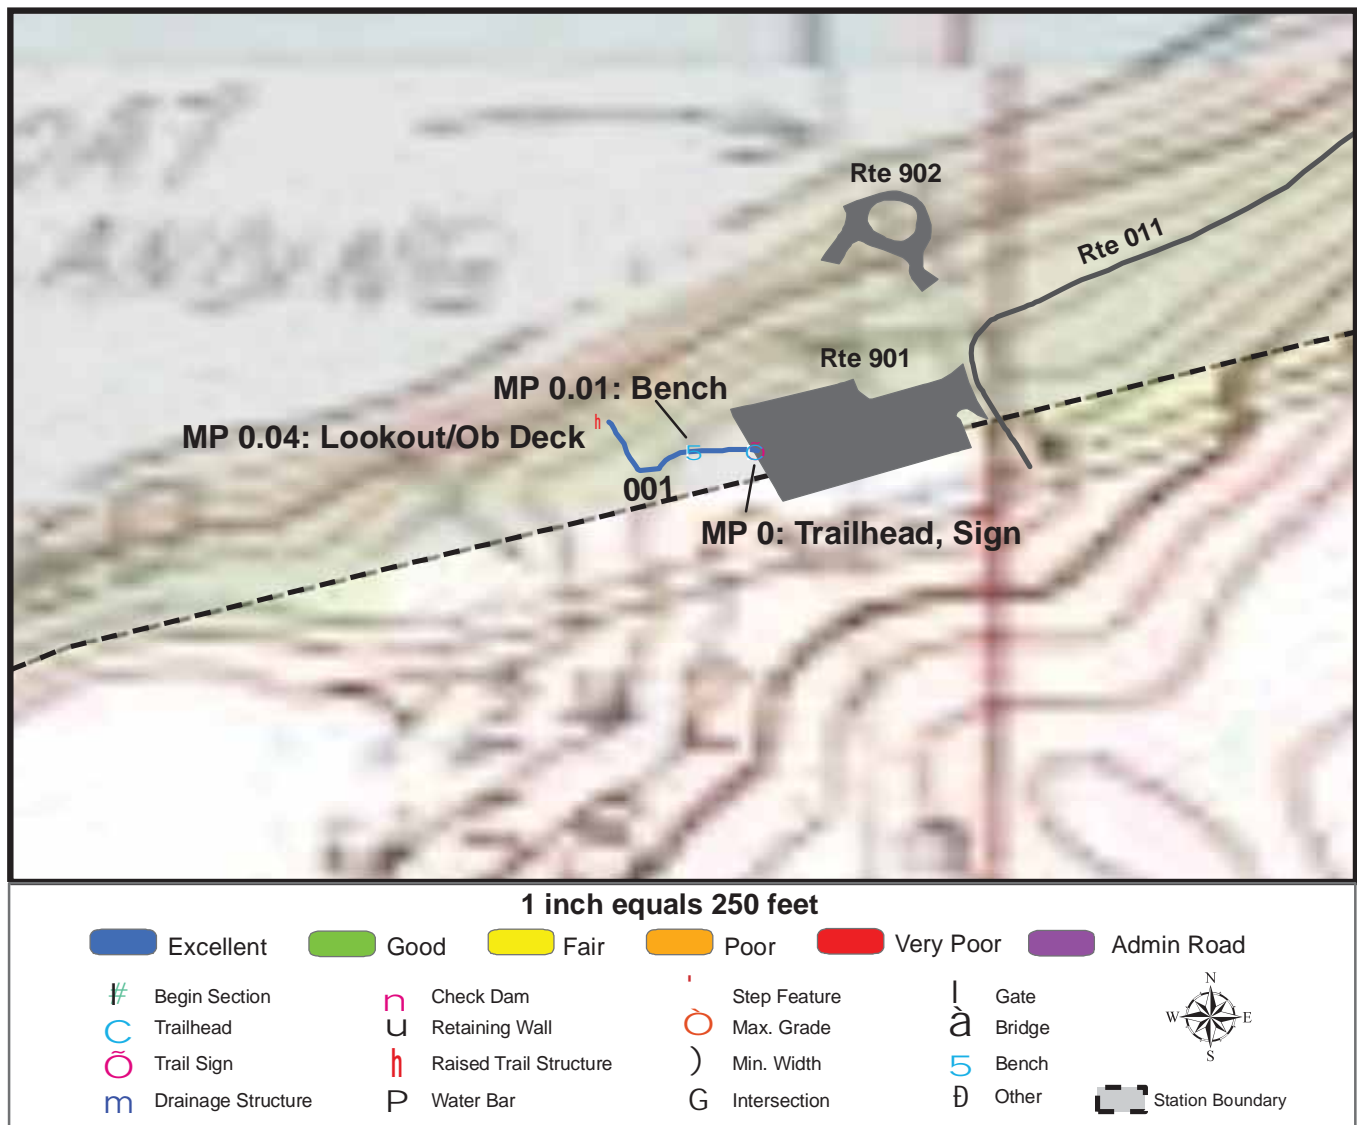 Rte 902
Rte 011
Rte 901
MP 0.01: Bench
MP 0.04: Lookout/Ob Deck
h
5
C
001
MP 0: Trailhead, Sign
1 inch equals 250 feet
Excellent Good Fair Poor Very Poor Admin Road
# Begin Section n Check Dam ' Step Feature l Gate
C Trailhead u Retaining Wall Ò Max. Grade à Bridge
Õ Trail Sign h Raised Trail Structure ) Min. Width 5 Bench
m Drainage Structure P Water Bar G Intersection Ð Other Station Boundary
N
W E
S